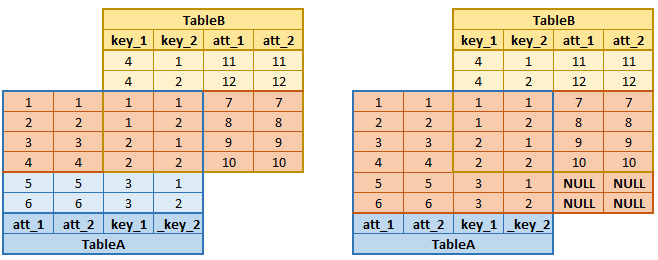 TableB TableB
key_1 key_2 att_1 att_2 key_1 key_2 att_1 att_2
4 1 11 11 4 1 11 11
4 2 12 12 4 2 12 12
1 1 1 1 7 7 1 1 1 1 7 7
2 2 1 2 8 8 2 2 1 2 8 8
3 3 2 1 9 9 3 3 2 1 9 9
4 4 2 2 10 10 4 4 2 2 10 10
5 5 3 1 5 5 3 1 NULL NULL
6 6 3 2 6 6 3 2 NULL NULL
att_1 att_2 key_1 _key_2 att_1 att_2 key_1 _key_2
TableA TableA